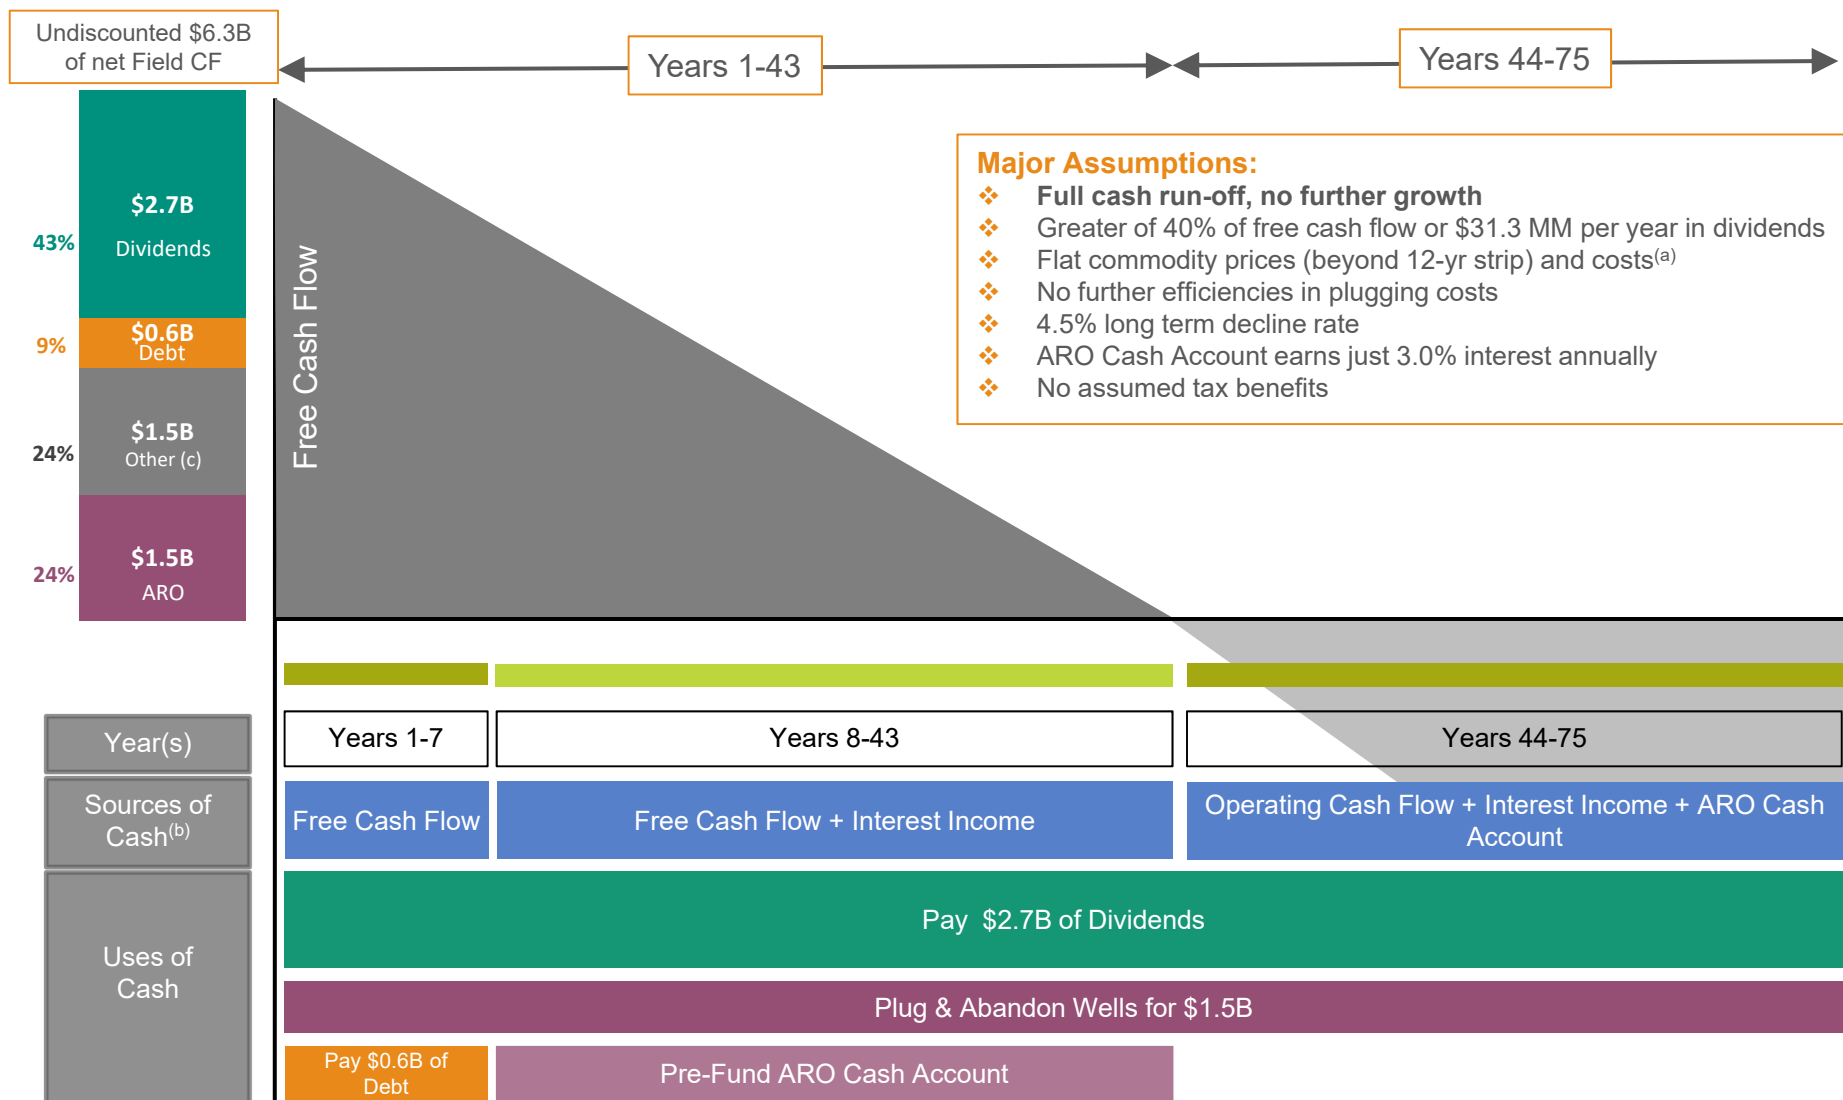 Undiscounted $6.3B
of net Field CF
Years 1-43
Years 44-75
$2.7B
Dividends
43%
$0.6B
Debt
9%
$1.5B
Other (c)
24%
$1.5B
ARO
24%
Free Cash Flow
Major Assumptions:
❖ Full cash run-off, no further growth
❖ Greater of 40% of free cash flow or $31.3 MM per year in dividends
❖ Flat commodity prices (beyond 12-yr strip) and costs(a)
❖ No further efficiencies in plugging costs
❖ 4.5% long term decline rate
❖ ARO Cash Account earns just 3.0% interest annually
❖ No assumed tax benefits
Year(s)
Years 1-7
Years 8-43
Years 44-75
Sources of
Cash(b)
Free Cash Flow
Free Cash Flow + Interest Income
Operating Cash Flow + Interest Income + ARO Cash
Account
Uses of
Cash
Pay $2.7B of Dividends
Plug & Abandon Wells for $1.5B
Pay $0.6B of
Debt
Pre-Fund ARO Cash Account